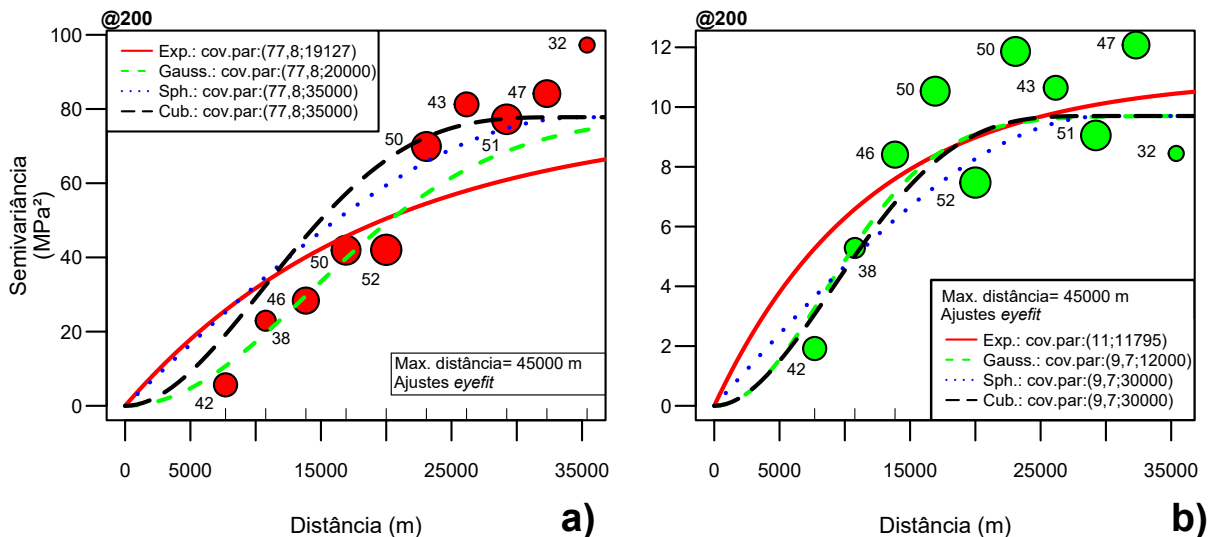 @200
Semivariância
(MPa²)
100
80
60
40
20
0
Exp.: cov.par:(77,8;19127)
Gauss.: cov.par:(77,8;20000)
Sph.: cov.par:(77,8;35000)
Cub.: cov.par:(77,8;35000)
32
47
43
51
50
50
52
46
38
42
Max. distância= 45000 m
Ajustes eyefit
0 5000 15000 25000 35000
Distância (m)
a)
@200
12
10
8
6
4
2
0
50
47
50
43
51
46
32
52
38
42
Max. distância= 45000 m
Ajustes eyefit
Exp.: cov.par:(11;11795)
Gauss.: cov.par:(9,7;12000)
Sph.: cov.par:(9,7;30000)
Cub.: cov.par:(9,7;30000)
0 5000 15000 25000 35000
Distância (m)
b)